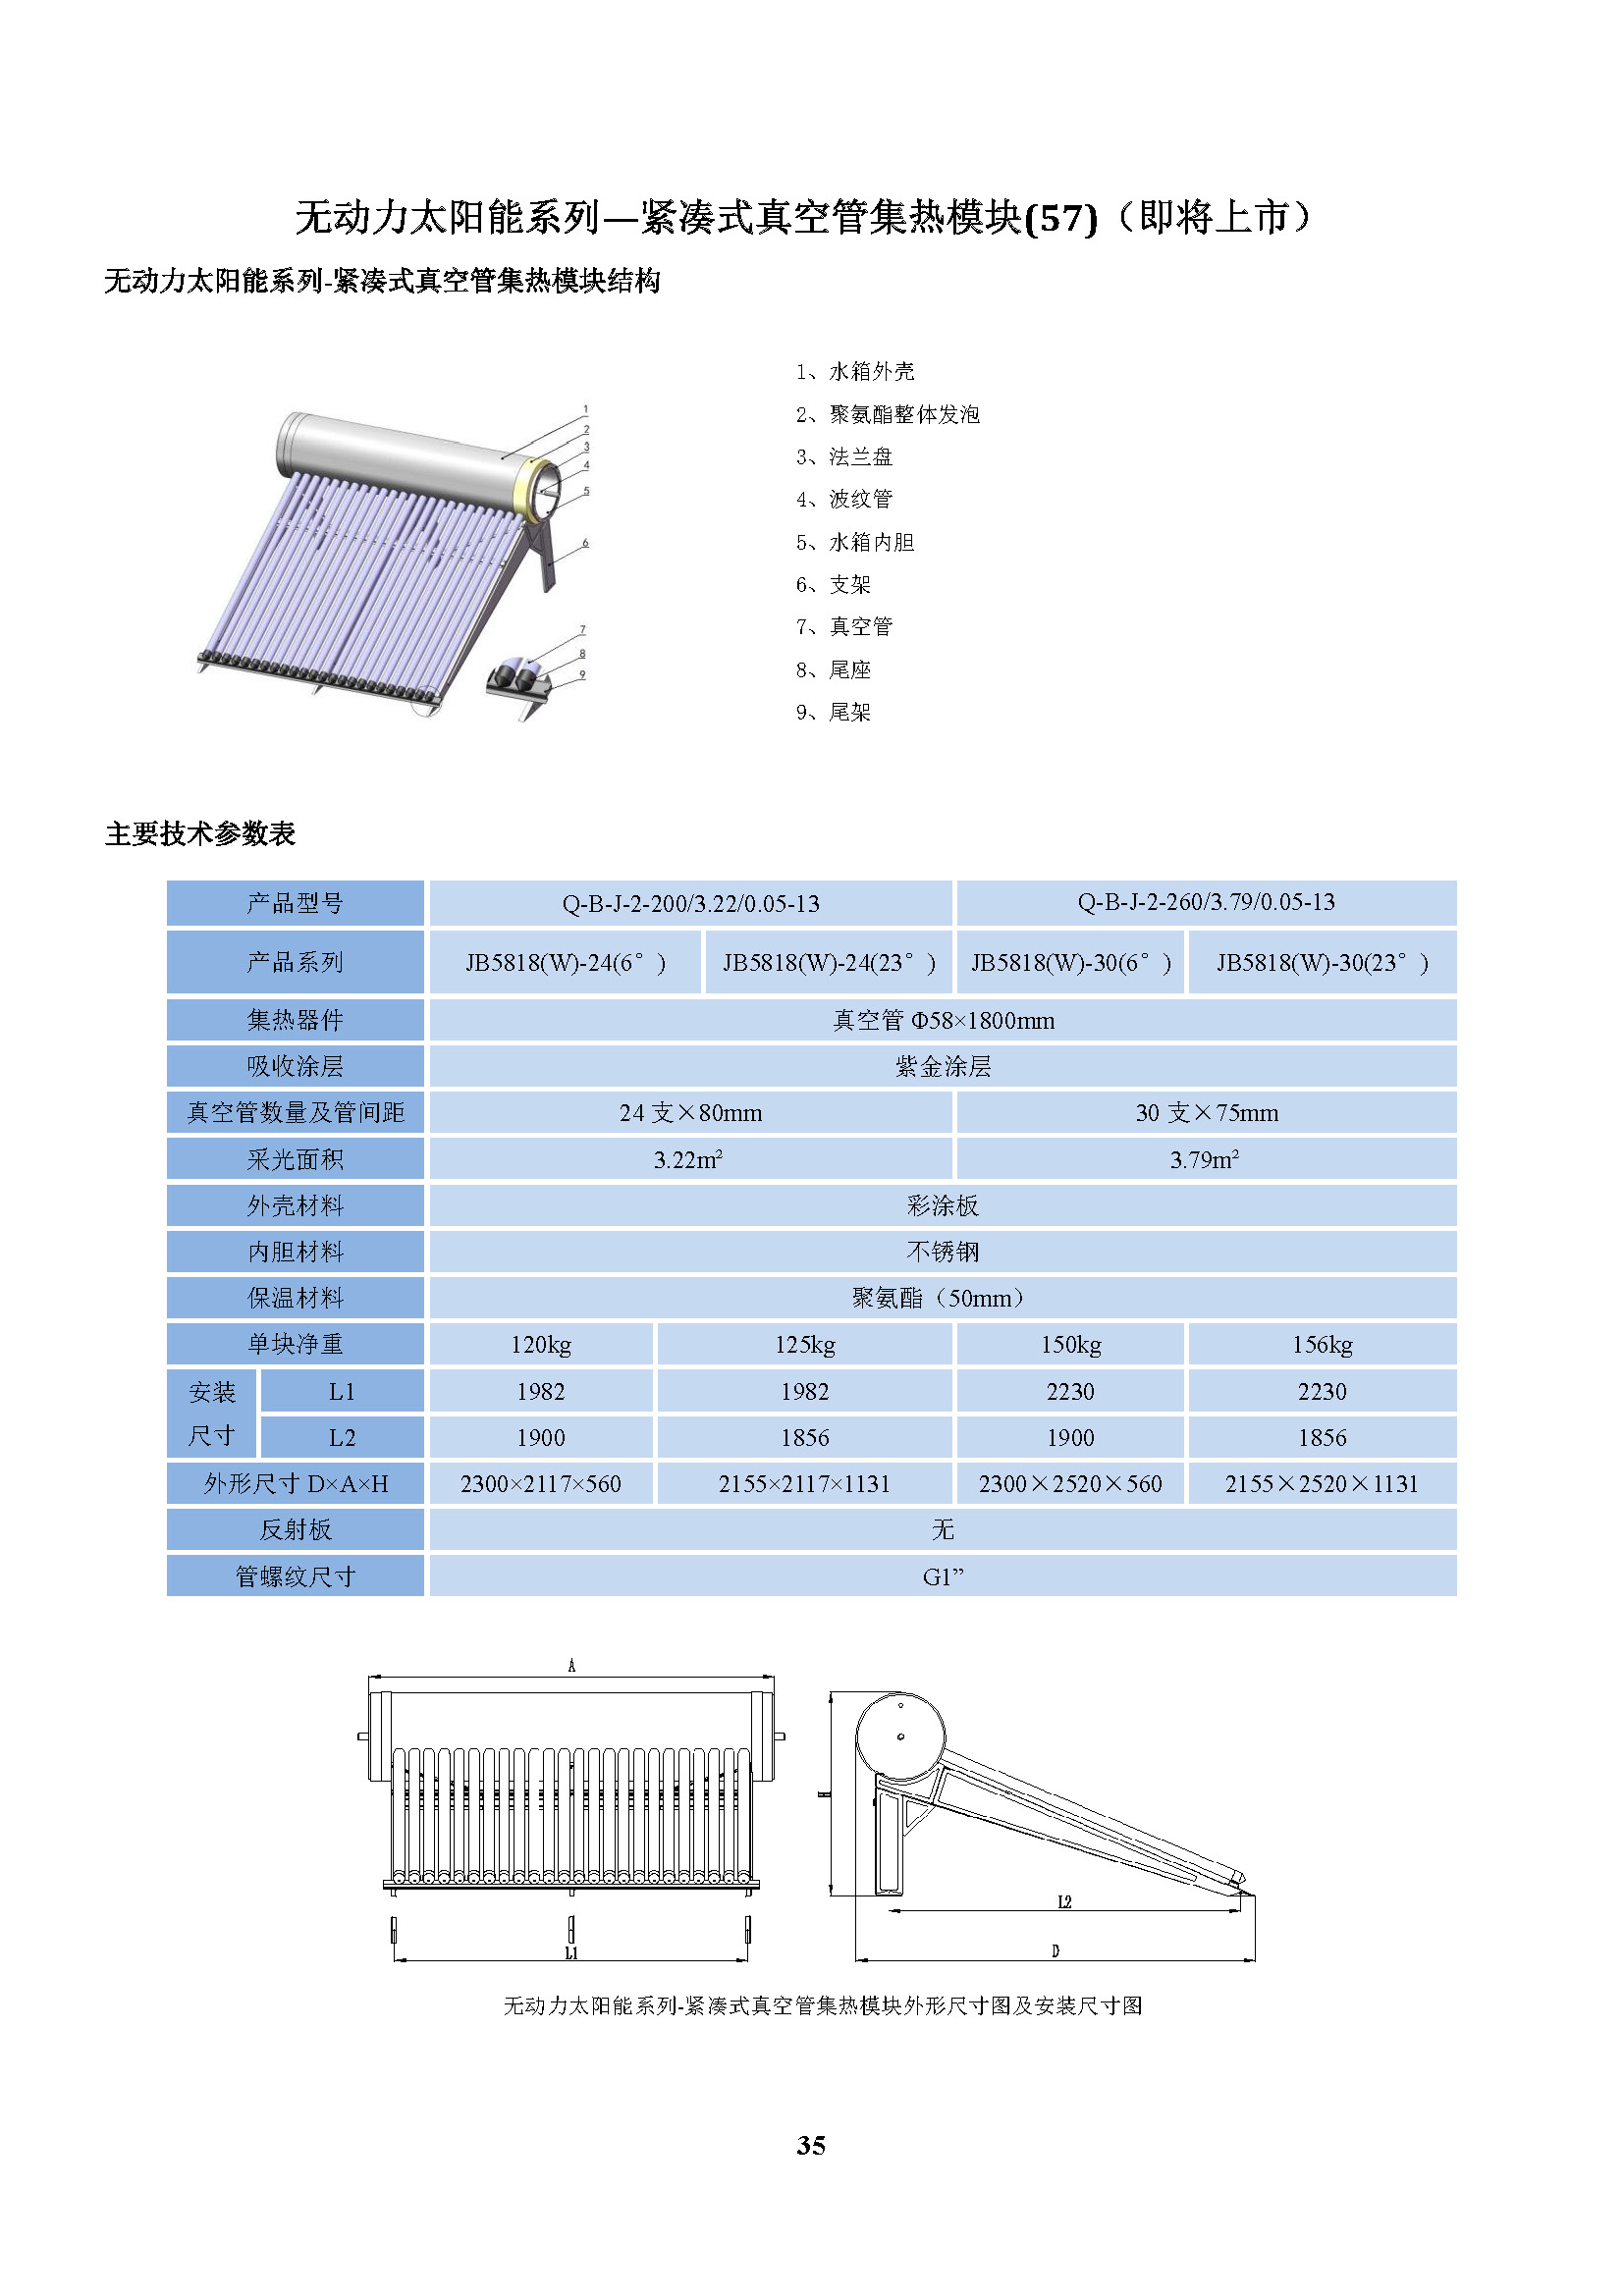 无动力太阳能系列—紧凑式真空管集热模块(57)（即将上市）
无动力太阳能系列-紧凑式真空管集热模块结构
1
2
3
4
5
6
7
8
9
1、水箱外壳
2、聚氨酯整体发泡
3、法兰盘
4、波纹管
5、水箱内胆
6、支架
7、真空管
8、尾座
9、尾架
主要技术参数表
产品型号 Q-B-J-2-200/3.22/0.05-13 Q-B-J-2-260/3.79/0.05-13
产品系列 JB5818(W)-24(6°) JB5818(W)-24(23°) JB5818(W)-30(6°) JB5818(W)-30(23°)
集热器件 真空管 Φ58×1800mm
吸收涂层 紫金涂层
真空管数量及管间距 24 支×80mm 30 支×75mm
采光面积 3.22m² 3.79m²
外壳材料 彩涂板
内胆材料 不锈钢
保温材料 聚氨酯（50mm）
单块净重 120kg 125kg 150kg 156kg
安装尺寸 L1 1982 1982 2230 2230
L2 1900 1856 1900 1856
外形尺寸 D×A×H 2300×2117×560 2155×2117×1131 2300×2520×560 2155×2520×1131
反射板 无
管螺纹尺寸 G1”
A
H
L2
L1
D
无动力太阳能系列-紧凑式真空管集热模块外形尺寸图及安装尺寸图
35